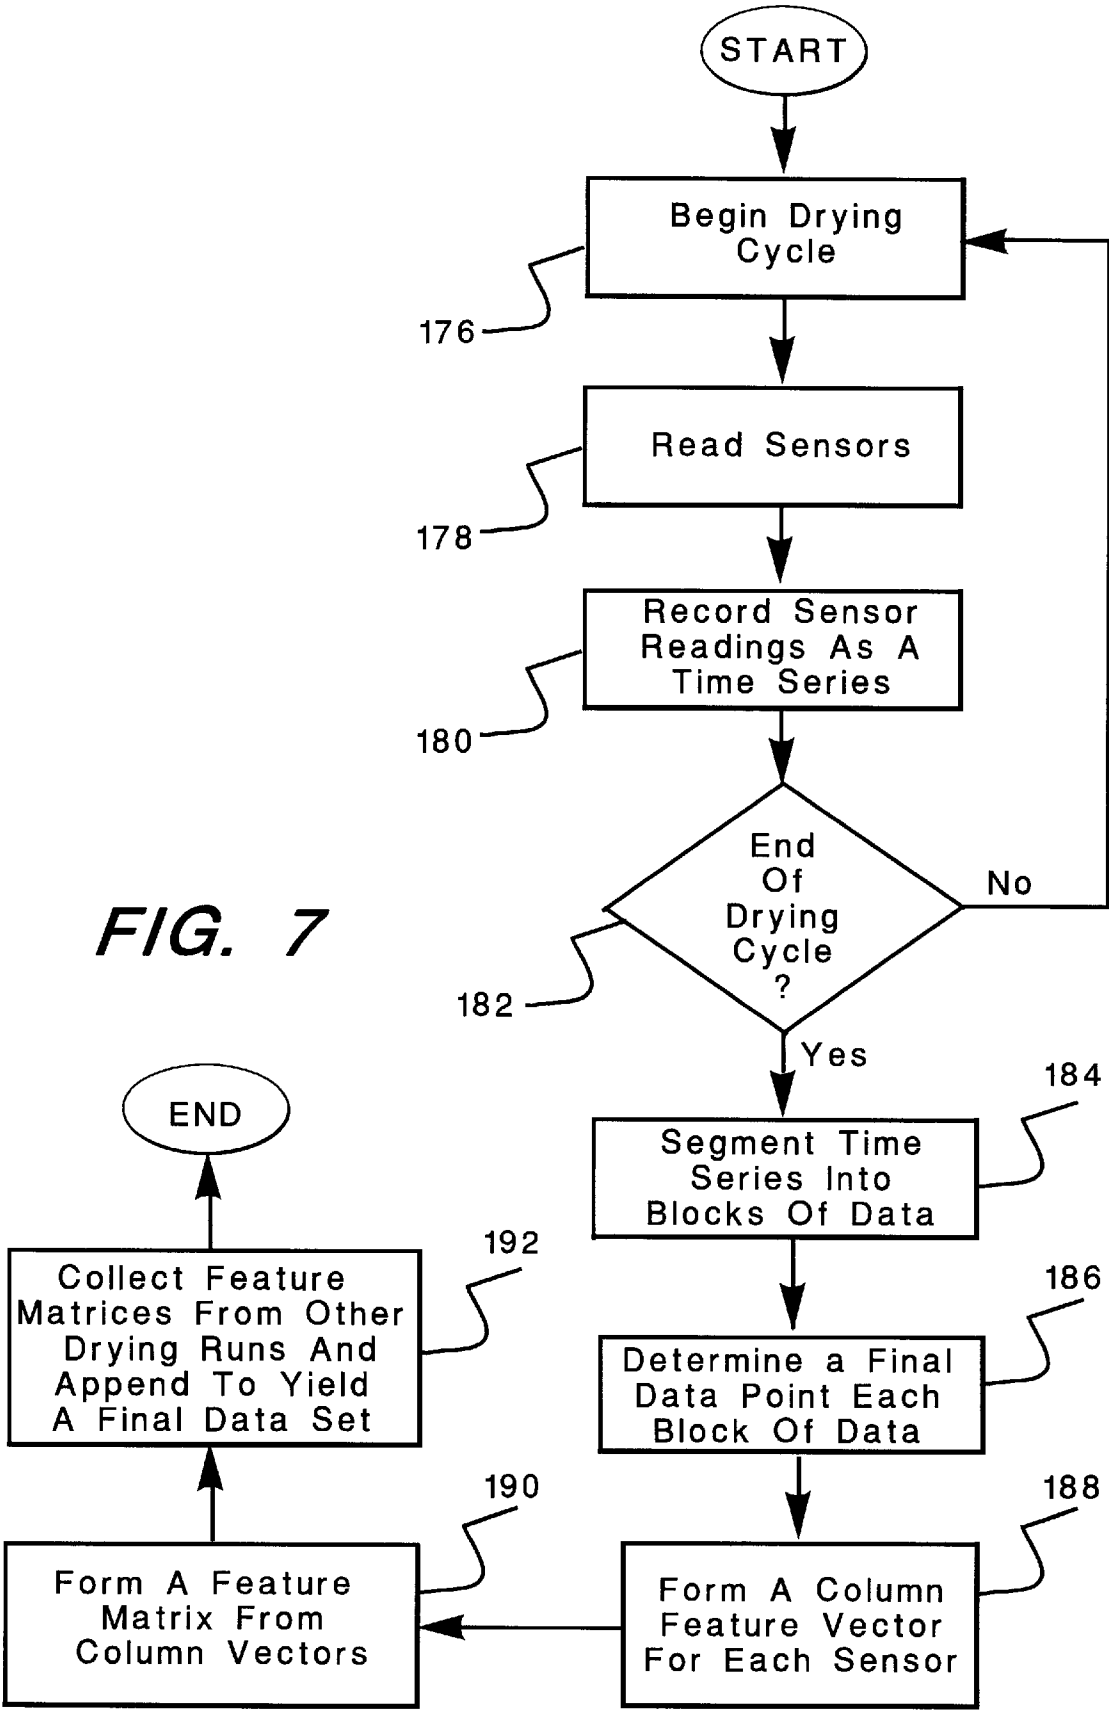 START
Begin Drying
Cycle
176
Read Sensors
178
Record Sensor
Readings As A
Time Series
180
End
Of
Drying
Cycle
?
No
182
FIG. 7
Yes
184
Segment Time
Series Into
Blocks Of Data
186
Determine a Final
Data Point Each
Block Of Data
188
Form A Column
Feature Vector
For Each Sensor
190
Form A Feature
Matrix From
Column Vectors
192
Collect Feature
Matrices From Other
Drying Runs And
Append To Yield
A Final Data Set
END